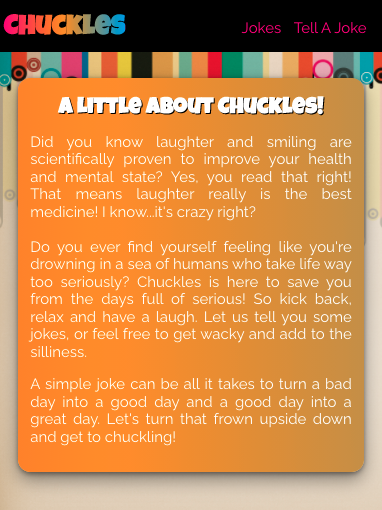 CHUCKLES
Jokes Tell A Joke
A LITTLE ABOUT CHUCKLES!
Did you know laughter and smiling are
scientifically proven to improve your health
and mental state? Yes, you read that right!
That means laughter really is the best
medicine! I know...it's crazy right?
Do you ever find yourself feeling like you're
drowning in a sea of humans who take life way
too seriously? Chuckles is here to save you
from the days full of serious! So kick back,
relax and have a laugh. Let us tell you some
jokes, or feel free to get wacky and add to the
silliness.
A simple joke can be all it takes to turn a bad
day into a good day and a good day into a
great day. Let's turn that frown upside down
and get to chuckling!